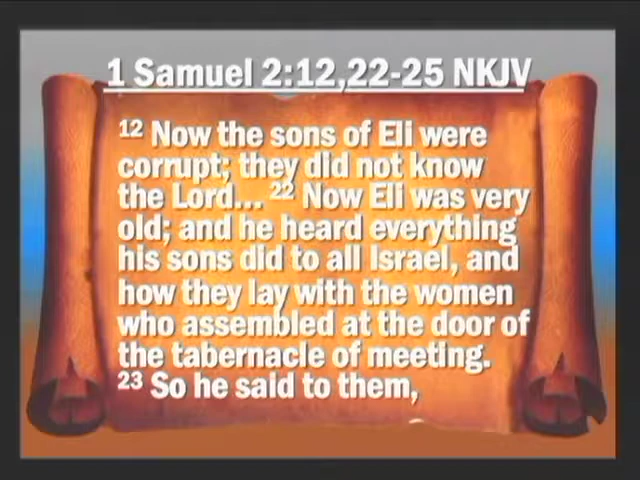 1 Samuel 2:12,22-25 NKJV
12 Now the sons of Eli were
corrupt; they did not know
the Lord... 22 Now Eli was very
old; and he heard everything
his sons did to all Israel, and
how they lay with the women
who assembled at the door of
the tabernacle of meeting.
23 So he said to them,